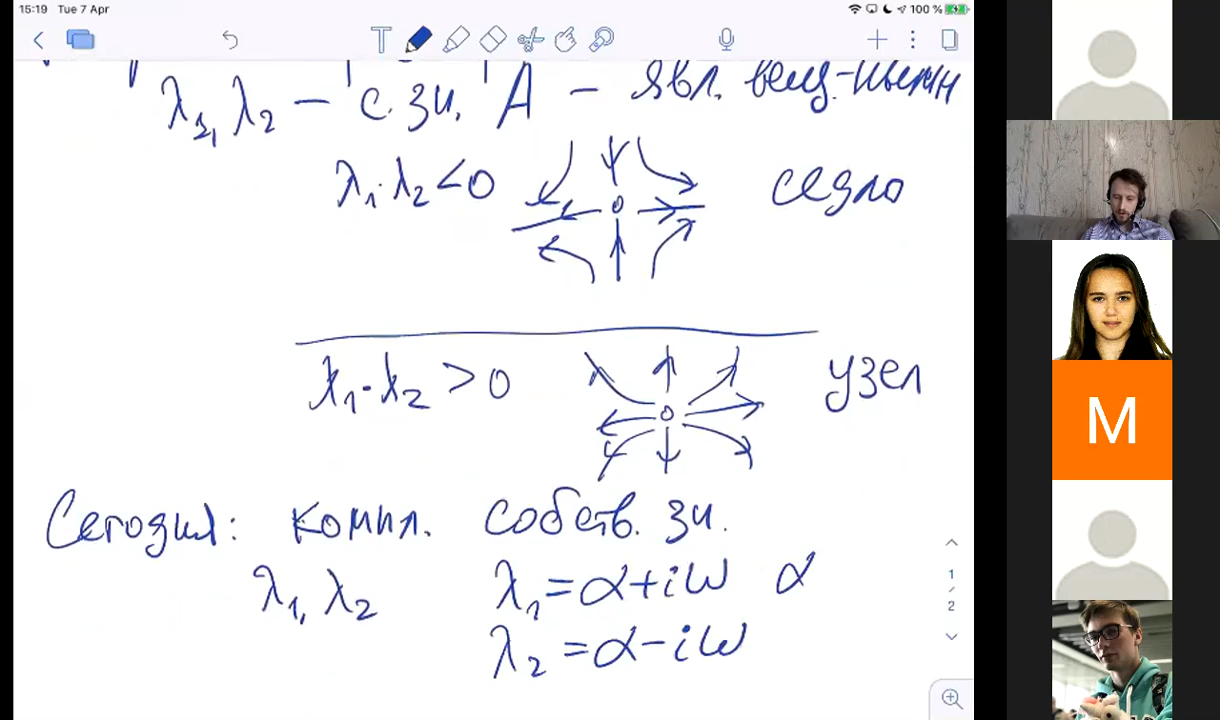 15:19 Tue 7 Apr
100 %
T
λ₁, λ₂ – с. зн. A – явл. вещ-ными
λ₁·λ₂ < 0 седло
λ₁·λ₂ > 0 узел
Сегодня: компл. собств. зн.
λ₁, λ₂ λ₁ = α + iω α
λ₂ = α – iω
1
/
2
M